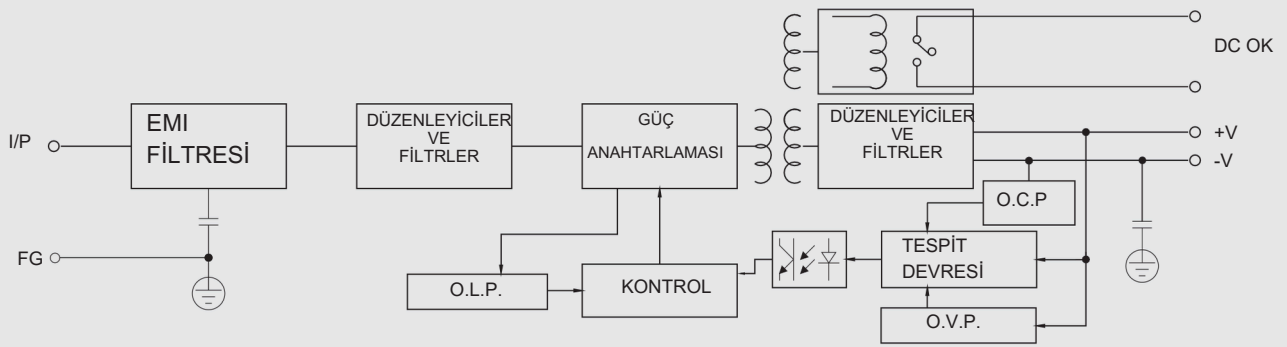 DC OK
I/P
EMI
FİLTRESİ
DÜZENLEYİCİLER
VE
FİLTRLER
GÜÇ
ANAHTARLAMASI
DÜZENLEYİCİLER
VE
FİLTRLER
+V
-V
O.C.P
FG
O.L.P.
KONTROL
TESPİT
DEVRESİ
O.V.P.